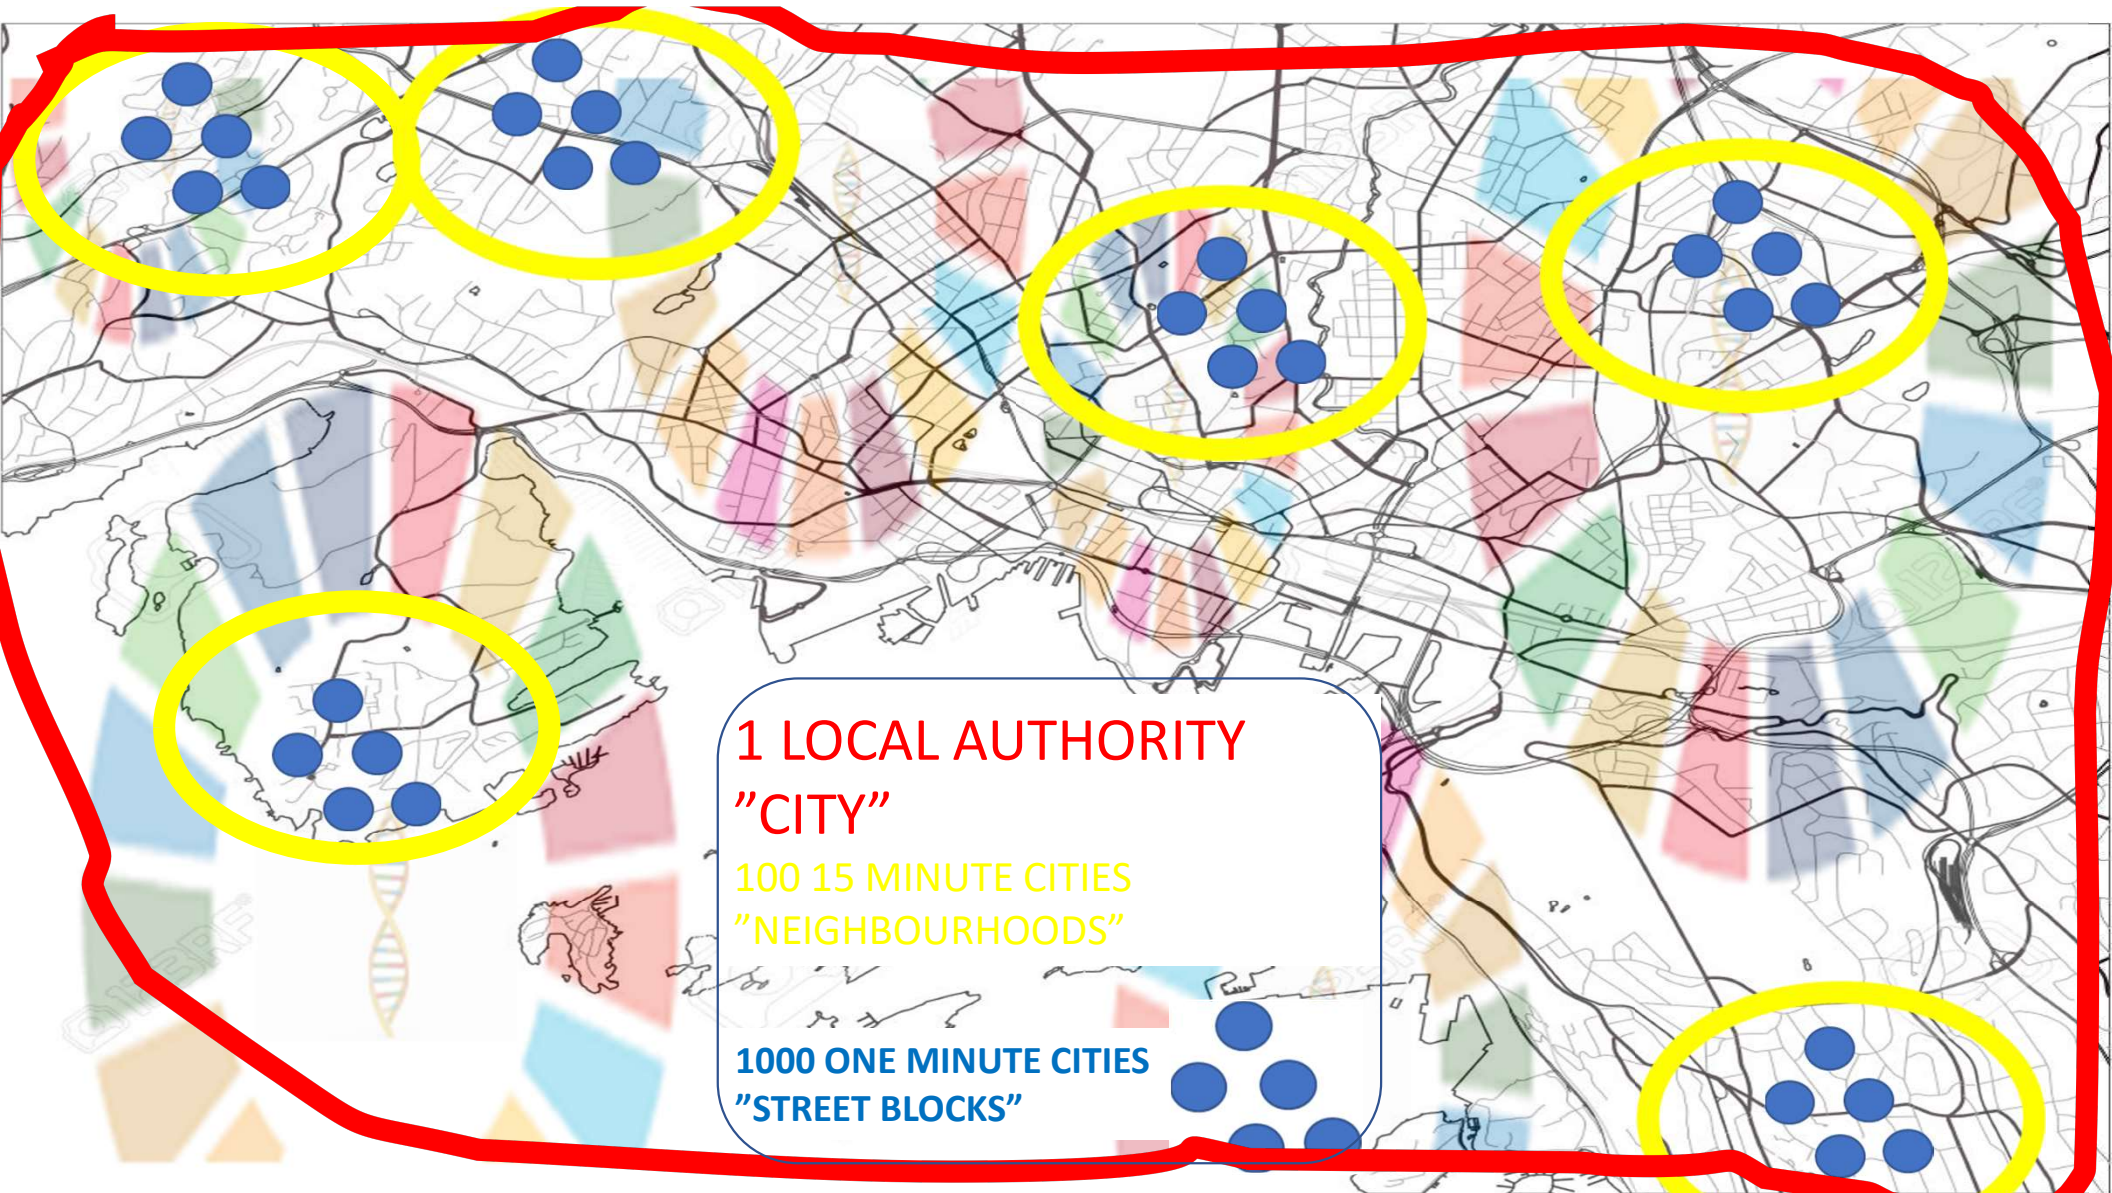 1 LOCAL AUTHORITY
”CITY”
100 15 MINUTE CITIES
”NEIGHBOURHOODS”
1000 ONE MINUTE CITIES
”STREET BLOCKS”